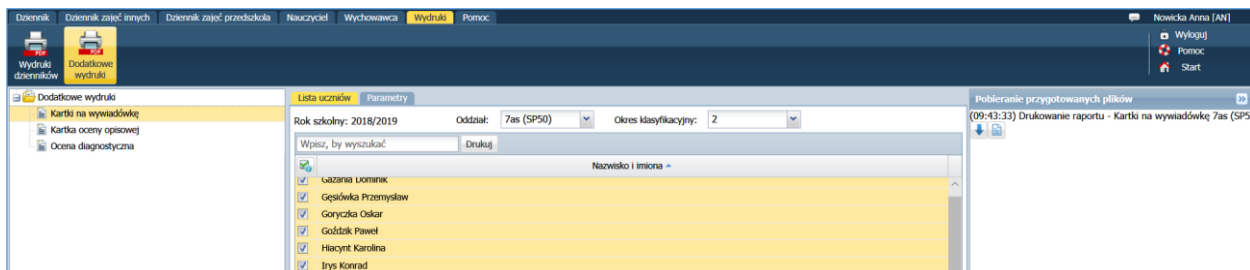 Dziennik Dziennik zajęć innych Dziennik zajęć przedszkola Nauczyciel Wychowawca Wydruki Pomoc Nowicka Anna [AN]
Wyloguj
Pomoc
Start
PDF PDF
Wydruki dzienników
Dodatkowe wydruki
Dodatkowe wydruki
Kartki na wywiadówkę
Kartka oceny opisowej
Ocena diagnostyczna
Lista uczniów Parametry
Rok szkolny: 2018/2019 Oddział: 7as (SP50) Okres klasyfikacyjny: 2
Wpisz, by wyszukać Drukuj
Nazwisko i imiona
Gazania Dominik
Gęsiówka Przemysław
Goryczka Oskar
Goździk Paweł
Hiacynt Karolina
Irys Konrad
Pobieranie przygotowanych plików
(09:43:33) Drukowanie raportu - Kartki na wywiadówkę 7as (SP5